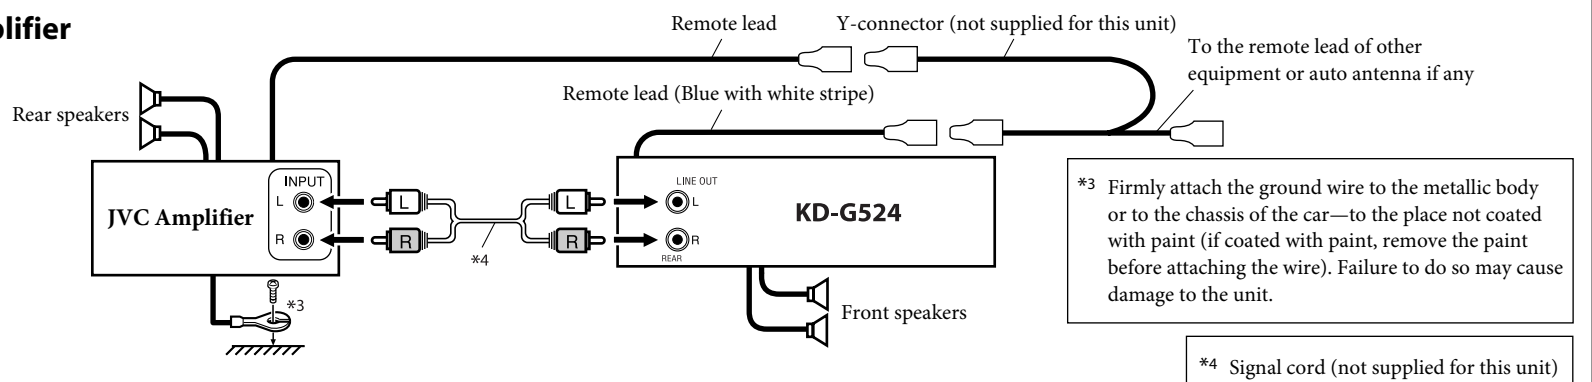 plifier
Remote lead
Y-connector (not supplied for this unit)
To the remote lead of other
equipment or auto antenna if any
Remote lead (Blue with white stripe)
Rear speakers
JVC Amplifier
INPUT
L
R
L
R
*4
L
R
LINE OUT
L
R
REAR
KD-G524
*3
Front speakers
*3 Firmly attach the ground wire to the metallic body
or to the chassis of the car—to the place not coated
with paint (if coated with paint, remove the paint
before attaching the wire). Failure to do so may cause
damage to the unit.
*4 Signal cord (not supplied for this unit)